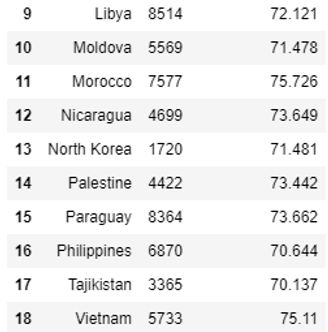 9 Libya 8514 72.121
10 Moldova 5569 71.478
11 Morocco 7577 75.726
12 Nicaragua 4699 73.649
13 North Korea 1720 71.481
14 Palestine 4422 73.442
15 Paraguay 8364 73.662
16 Philippines 6870 70.644
17 Tajikistan 3365 70.137
18 Vietnam 5733 75.11